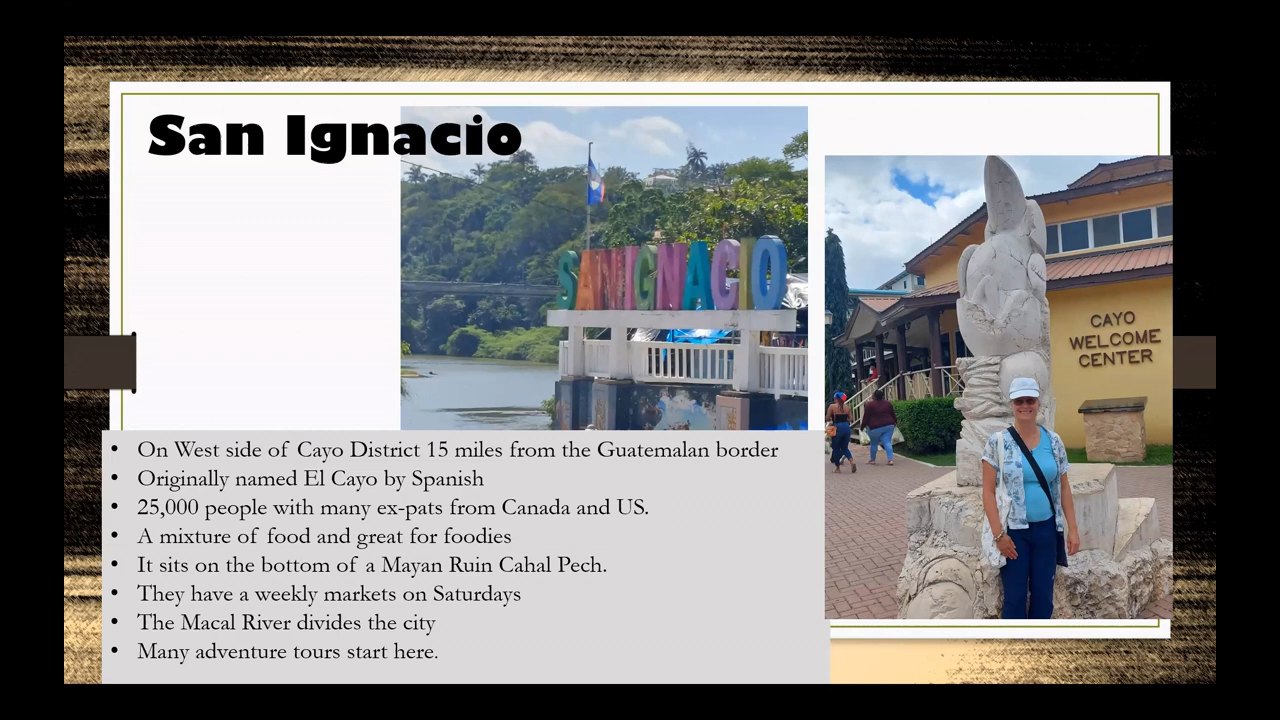 San Ignacio
SAN IGNACIO
CAYO
WELCOME
CENTER
• On West side of Cayo District 15 miles from the Guatemalan border
• Originally named El Cayo by Spanish
• 25,000 people with many ex-pats from Canada and US.
• A mixture of food and great for foodies
• It sits on the bottom of a Mayan Ruin Cahal Pech.
• They have a weekly markets on Saturdays
• The Macal River divides the city
• Many adventure tours start here.